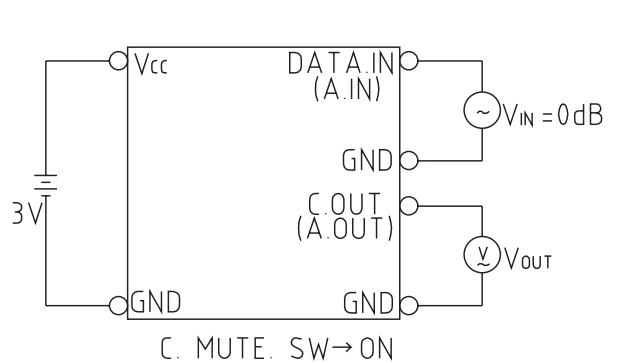 Vcc
DATA.IN
(A.IN)
~
VIN = 0dB
GND
C.OUT
(A.OUT)
3V
V
~
VOUT
GND
GND
C. MUTE. SW→ON